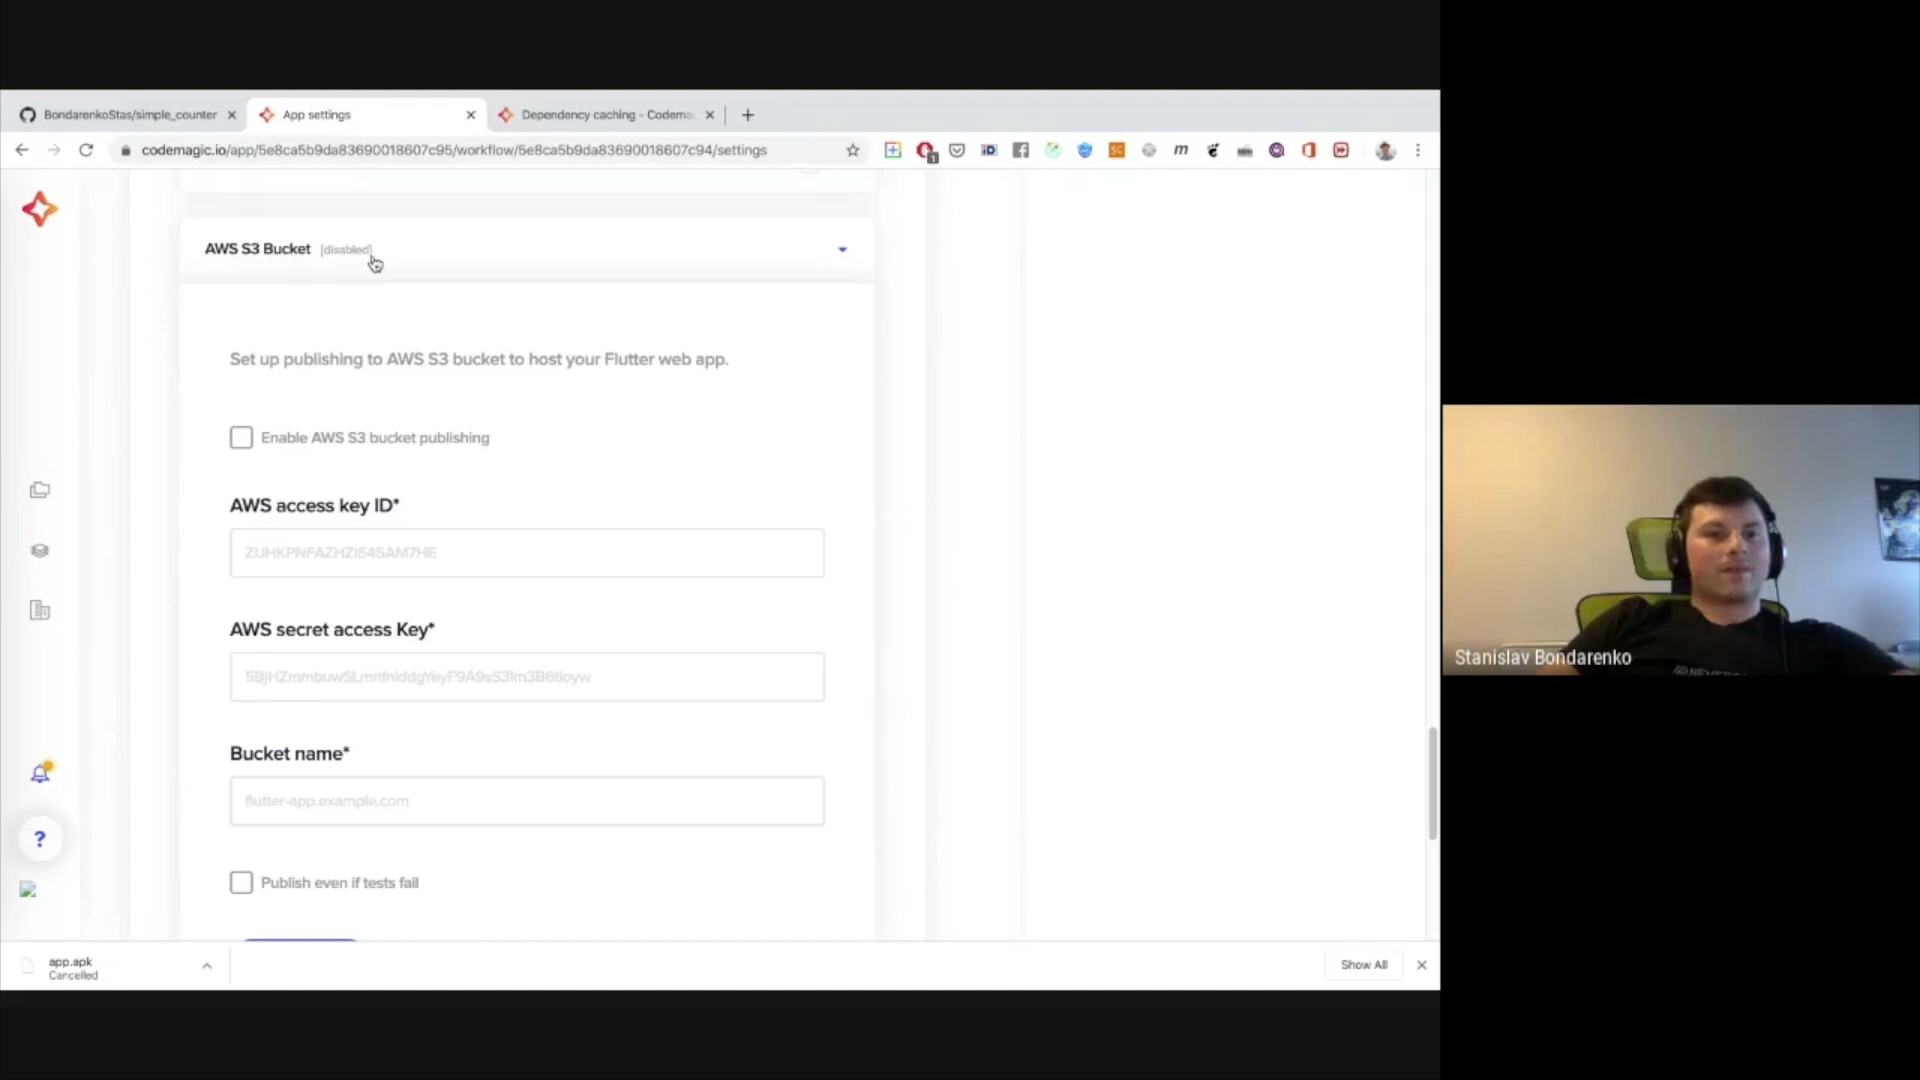 BondarenkoStas/simple_counter
App settings
Dependency caching - Codema
codemagic.io/app/5e8ca5b9da83690018607c95/workflow/5e8ca5b9da83690018607c94/settings
AWS S3 Bucket [disabled]
Set up publishing to AWS S3 bucket to host your Flutter web app.
Enable AWS S3 bucket publishing
AWS access key ID*
ZUHKPNFAZHZI545AM7HE
AWS secret access Key*
Bucket name*
flutter-app.example.com
Publish even if tests fail
?
app.apk
Cancelled
Show All
Stanislav Bondarenko